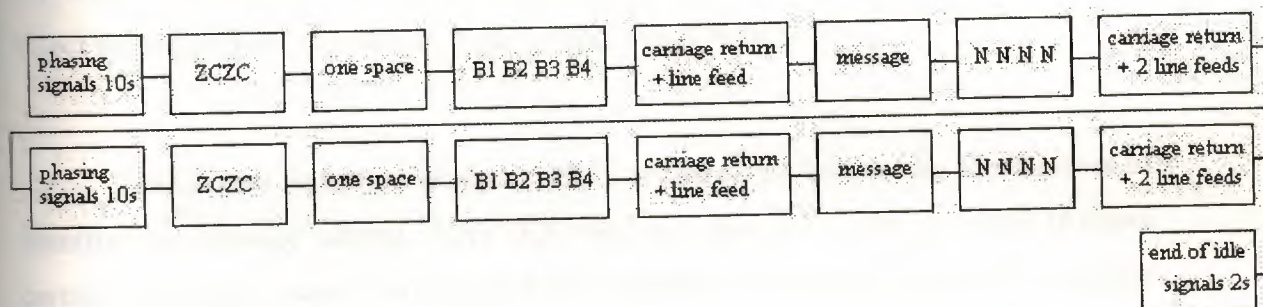 phasing
signals 10s
ZCZC
one space
B1 B2 B3 B4
carriage return
+ line feed
message
N N N N
carriage return
+ 2 line feeds
phasing
signals 10s
ZCZC
one space
B1 B2 B3 B4
carriage return
+ line feed
message
N N N N
carriage return
+ 2 line feeds
end of idle
signals 2s